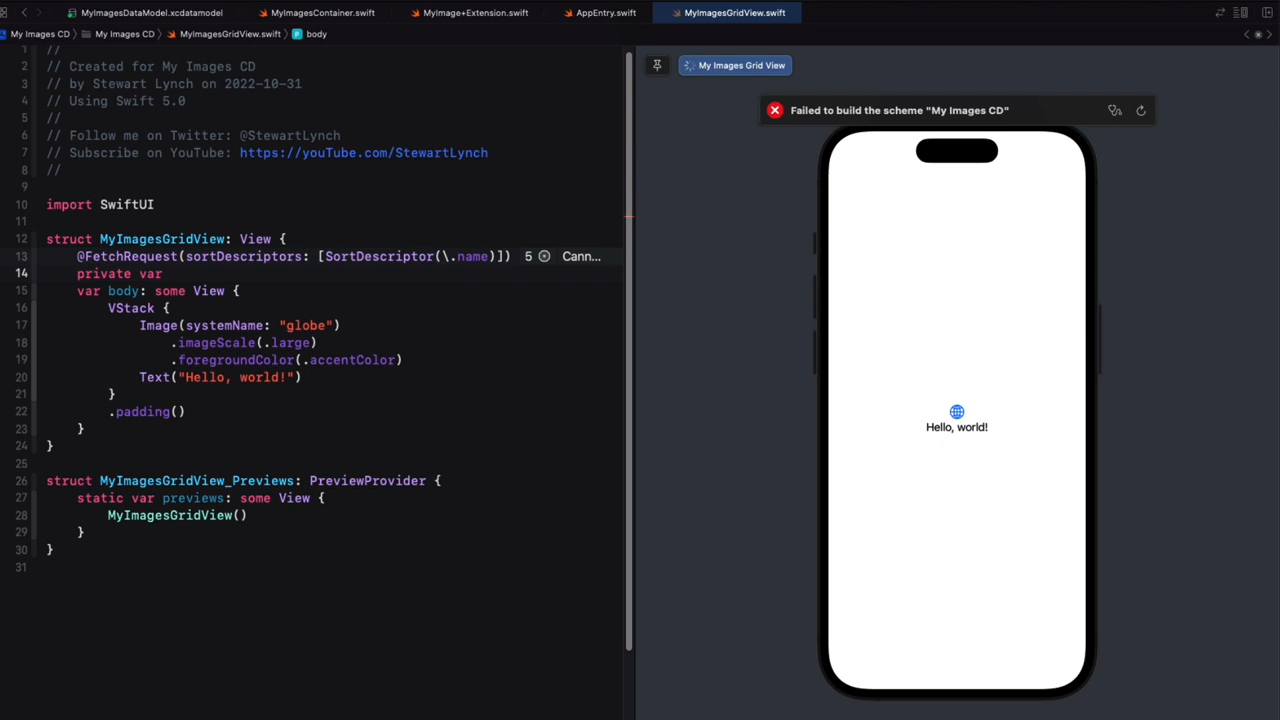 MyImagesDataModel.xcdatamodel MyImagesContainer.swift MyImage+Extension.swift AppEntry.swift MyImagesGridView.swift
My Images CD My Images CD MyImagesGridView.swift body
1 //
2 // Created for My Images CD
3 // by Stewart Lynch on 2022-10-31
4 // Using Swift 5.0
5 //
6 // Follow me on Twitter: @StewartLynch
7 // Subscribe on YouTube: https://youTube.com/StewartLynch
8 //
9
10 import SwiftUI
11
12 struct MyImagesGridView: View {
13 @FetchRequest(sortDescriptors: [SortDescriptor(\.name)]) 5 Cann...
14 private var
15 var body: some View {
16 VStack {
17 Image(systemName: "globe")
18 .imageScale(.large)
19 .foregroundColor(.accentColor)
20 Text("Hello, world!")
21 }
22 .padding()
23 }
24 }
25
26 struct MyImagesGridView_Previews: PreviewProvider {
27 static var previews: some View {
28 MyImagesGridView()
29 }
30 }
31
My Images Grid View
Failed to build the scheme "My Images CD"
Hello, world!